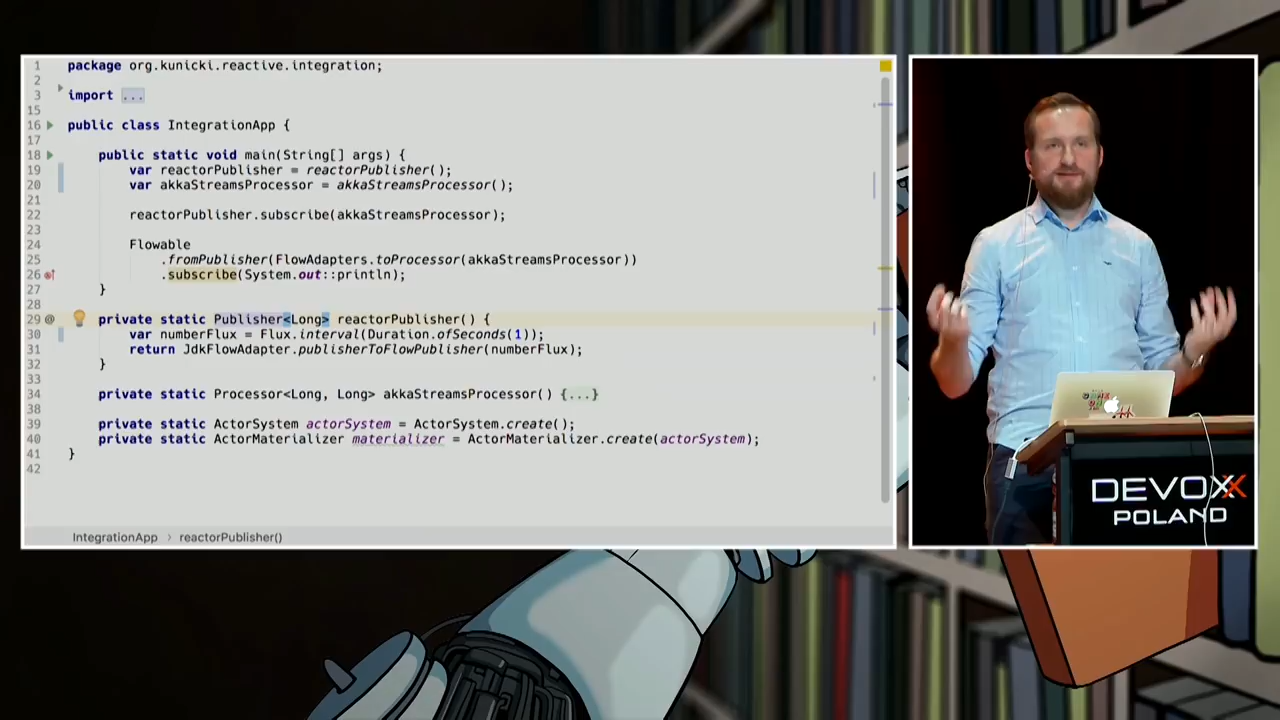 1 package org.kunicki.reactive.integration;
2
3 import ...
15
16 public class IntegrationApp {
17
18 public static void main(String[] args) {
19 var reactorPublisher = reactorPublisher();
20 var akkaStreamsProcessor = akkaStreamsProcessor();
21
22 reactorPublisher.subscribe(akkaStreamsProcessor);
23
24 Flowable
25 .fromPublisher(FlowAdapters.toProcessor(akkaStreamsProcessor))
26 .subscribe(System.out::println);
27 }
28
29 @ private static Publisher<Long> reactorPublisher() {
30 var numberFlux = Flux.interval(Duration.ofSeconds(1));
31 return JdkFlowAdapter.publisherToFlowPublisher(numberFlux);
32 }
33
34 private static Processor<Long, Long> akkaStreamsProcessor() {...}
38
39 private static ActorSystem actorSystem = ActorSystem.create();
40 private static ActorMaterializer materializer = ActorMaterializer.create(actorSystem);
41 }
42
IntegrationApp › reactorPublisher()
DEVOXX
POLAND